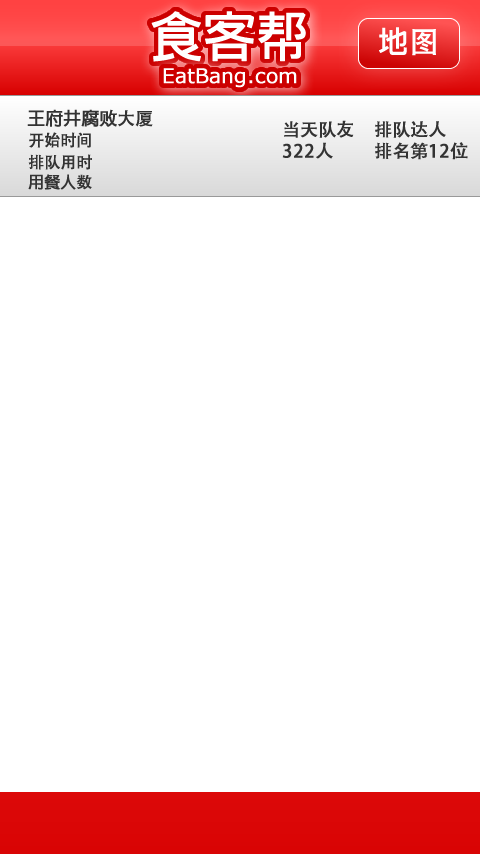 食客帮
EatBang.com
地图
王府井腐败大厦
开始时间
排队用时
用餐人数
当天队友
322人
排队达人
排名第12位